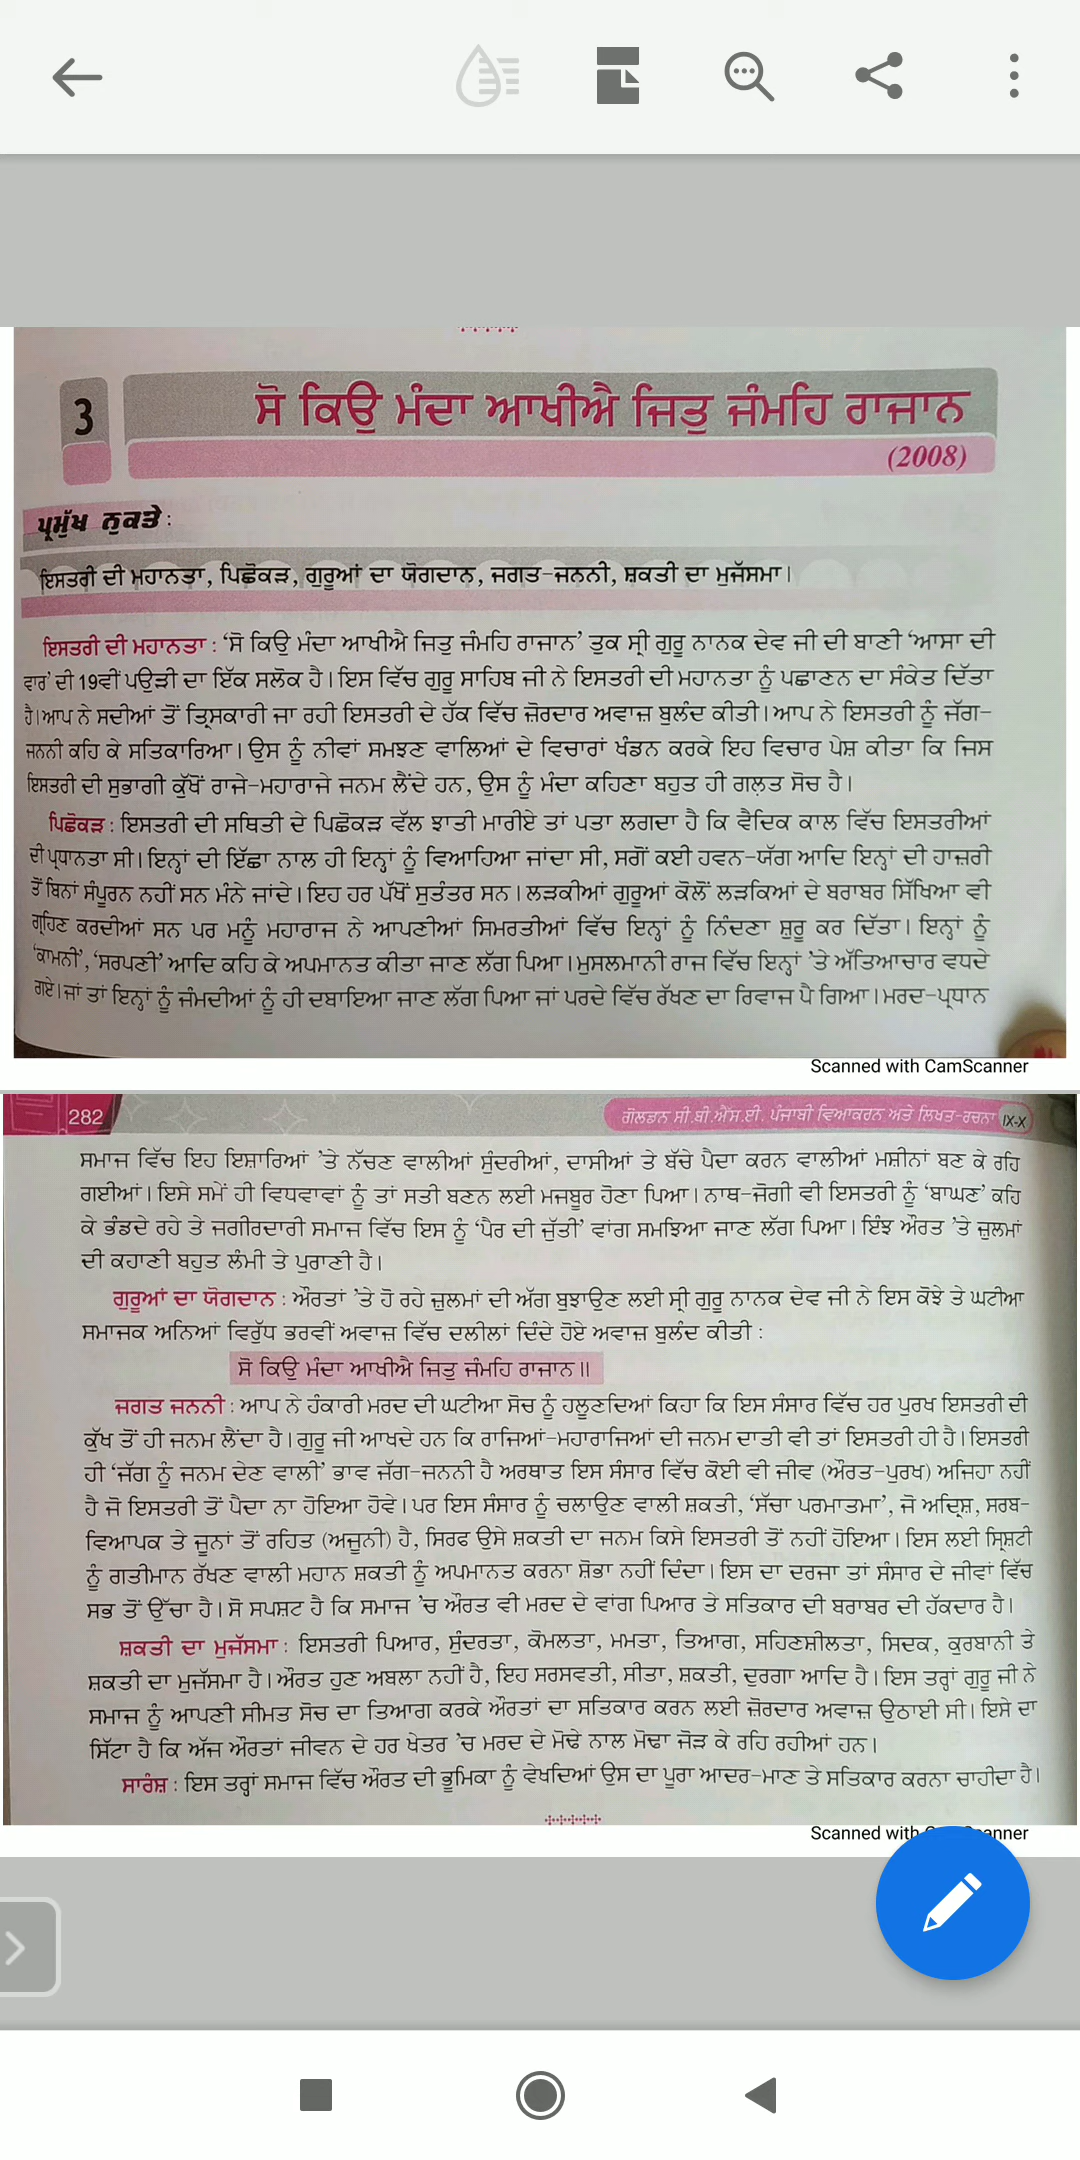 3
ਸੋ ਕਿਉ ਮੰਦਾ ਆਖੀਐ ਜਿਤੁ ਜੰਮਹਿ ਰਾਜਾਨ
(2008)
ਪ੍ਰਮੁੱਖ ਨੁਕਤੇ :
ਇਸਤਰੀ ਦੀ ਮਹਾਨਤਾ, ਪਿਛੋਕੜ, ਗੁਰੂਆਂ ਦਾ ਯੋਗਦਾਨ, ਜਗਤ-ਜਨਨੀ, ਸ਼ਕਤੀ ਦਾ ਮੁਜੱਸਮਾ।
ਇਸਤਰੀ ਦੀ ਮਹਾਨਤਾ : ‘ਸੋ ਕਿਉ ਮੰਦਾ ਆਖੀਐ ਜਿਤੁ ਜੰਮਹਿ ਰਾਜਾਨ’ ਤੁਕ ਸ੍ਰੀ ਗੁਰੂ ਨਾਨਕ ਦੇਵ ਜੀ ਦੀ ਬਾਣੀ ‘ਆਸਾ ਦੀ
ਵਾਰ’ ਦੀ 19ਵੀਂ ਪਉੜੀ ਦਾ ਇੱਕ ਸਲੋਕ ਹੈ। ਇਸ ਵਿੱਚ ਗੁਰੂ ਸਾਹਿਬ ਜੀ ਨੇ ਇਸਤਰੀ ਦੀ ਮਹਾਨਤਾ ਨੂੰ ਪਛਾਣਨ ਦਾ ਸੰਕੇਤ ਦਿੱਤਾ
ਹੈ। ਆਪ ਨੇ ਸਦੀਆਂ ਤੋਂ ਤ੍ਰਿਸਕਾਰੀ ਜਾ ਰਹੀ ਇਸਤਰੀ ਦੇ ਹੱਕ ਵਿੱਚ ਜ਼ੋਰਦਾਰ ਅਵਾਜ਼ ਬੁਲੰਦ ਕੀਤੀ। ਆਪ ਨੇ ਇਸਤਰੀ ਨੂੰ ਜੱਗ-
ਜਨਨੀ ਕਹਿ ਕੇ ਸਤਿਕਾਰਿਆ। ਉਸ ਨੂੰ ਨੀਵਾਂ ਸਮਝਣ ਵਾਲਿਆਂ ਦੇ ਵਿਚਾਰਾਂ ਖੰਡਨ ਕਰਕੇ ਇਹ ਵਿਚਾਰ ਪੇਸ਼ ਕੀਤਾ ਕਿ ਜਿਸ
ਇਸਤਰੀ ਦੀ ਸੁਭਾਗੀ ਕੁੱਖੋਂ ਰਾਜੇ-ਮਹਾਰਾਜੇ ਜਨਮ ਲੈਂਦੇ ਹਨ, ਉਸ ਨੂੰ ਮੰਦਾ ਕਹਿਣਾ ਬਹੁਤ ਹੀ ਗਲਤ ਸੋਚ ਹੈ।
ਪਿਛੋਕੜ : ਇਸਤਰੀ ਦੀ ਸਥਿਤੀ ਦੇ ਪਿਛੋਕੜ ਵੱਲ ਝਾਤੀ ਮਾਰੀਏ ਤਾਂ ਪਤਾ ਲਗਦਾ ਹੈ ਕਿ ਵੈਦਿਕ ਕਾਲ ਵਿੱਚ ਇਸਤਰੀਆਂ
ਦੀ ਪ੍ਰਧਾਨਤਾ ਸੀ। ਇਨ੍ਹਾਂ ਦੀ ਇੱਛਾ ਨਾਲ ਹੀ ਇਨ੍ਹਾਂ ਨੂੰ ਵਿਆਹਿਆ ਜਾਂਦਾ ਸੀ, ਸਗੋਂ ਕਈ ਹਵਨ-ਯੱਗ ਆਦਿ ਇਨ੍ਹਾਂ ਦੀ ਹਾਜ਼ਰੀ
ਤੋਂ ਬਿਨਾਂ ਸੰਪੂਰਨ ਨਹੀਂ ਸਨ ਮੰਨੇ ਜਾਂਦੇ। ਇਹ ਹਰ ਪੱਖੋਂ ਸੁਤੰਤਰ ਸਨ। ਲੜਕੀਆਂ ਗੁਰੂਆਂ ਕੋਲੋਂ ਲੜਕਿਆਂ ਦੇ ਬਰਾਬਰ ਸਿੱਖਿਆ ਵੀ
ਗ੍ਰਹਿਣ ਕਰਦੀਆਂ ਸਨ ਪਰ ਮਨੂੰ ਮਹਾਰਾਜ ਨੇ ਆਪਣੀਆਂ ਸਿਮਰਤੀਆਂ ਵਿੱਚ ਇਨ੍ਹਾਂ ਨੂੰ ਨਿੰਦਣਾ ਸ਼ੁਰੂ ਕਰ ਦਿੱਤਾ। ਇਨ੍ਹਾਂ ਨੂੰ
‘ਕਾਮਨੀ’, ‘ਸਰਪਣੀ’ ਆਦਿ ਕਹਿ ਕੇ ਅਪਮਾਨਤ ਕੀਤਾ ਜਾਣ ਲੱਗ ਪਿਆ। ਮੁਸਲਮਾਨੀ ਰਾਜ ਵਿੱਚ ਇਨ੍ਹਾਂ ’ਤੇ ਅੱਤਿਆਚਾਰ ਵਧਦੇ
ਗਏ। ਜਾਂ ਤਾਂ ਇਨ੍ਹਾਂ ਨੂੰ ਜੰਮਦੀਆਂ ਨੂੰ ਹੀ ਦਬਾਇਆ ਜਾਣ ਲੱਗ ਪਿਆ ਜਾਂ ਪਰਦੇ ਵਿੱਚ ਰੱਖਣ ਦਾ ਰਿਵਾਜ ਪੈ ਗਿਆ। ਮਰਦ-ਪ੍ਰਧਾਨ
Scanned with CamScanner
282
ਗੋਲਡਨ ਸੀ.ਬੀ.ਐੱਸ.ਈ. ਪੰਜਾਬੀ ਵਿਆਕਰਨ ਅਤੇ ਲਿਖਤ-ਰਚਨਾ IX-X
ਸਮਾਜ ਵਿੱਚ ਇਹ ਇਸ਼ਾਰਿਆਂ ’ਤੇ ਨੱਚਣ ਵਾਲੀਆਂ ਸੁੰਦਰੀਆਂ, ਦਾਸੀਆਂ ਤੇ ਬੱਚੇ ਪੈਦਾ ਕਰਨ ਵਾਲੀਆਂ ਮਸ਼ੀਨਾਂ ਬਣ ਕੇ ਰਹਿ
ਗਈਆਂ। ਇਸੇ ਸਮੇਂ ਹੀ ਵਿਧਵਾਵਾਂ ਨੂੰ ਤਾਂ ਸਤੀ ਬਣਨ ਲਈ ਮਜਬੂਰ ਹੋਣਾ ਪਿਆ। ਨਾਥ-ਜੋਗੀ ਵੀ ਇਸਤਰੀ ਨੂੰ ‘ਬਾਘਣ’ ਕਹਿ
ਕੇ ਭੰਡਦੇ ਰਹੇ ਤੇ ਜਗੀਰਦਾਰੀ ਸਮਾਜ ਵਿੱਚ ਇਸ ਨੂੰ ‘ਪੈਰ ਦੀ ਜੁੱਤੀ’ ਵਾਂਗ ਸਮਝਿਆ ਜਾਣ ਲੱਗ ਪਿਆ। ਇੰਝ ਔਰਤ ’ਤੇ ਜ਼ੁਲਮਾਂ
ਦੀ ਕਹਾਣੀ ਬਹੁਤ ਲੰਮੀ ਤੇ ਪੁਰਾਣੀ ਹੈ।
ਗੁਰੂਆਂ ਦਾ ਯੋਗਦਾਨ : ਔਰਤਾਂ ’ਤੇ ਹੋ ਰਹੇ ਜ਼ੁਲਮਾਂ ਦੀ ਅੱਗ ਬੁਝਾਉਣ ਲਈ ਸ੍ਰੀ ਗੁਰੂ ਨਾਨਕ ਦੇਵ ਜੀ ਨੇ ਇਸ ਕੋਝੇ ਤੇ ਘਟੀਆ
ਸਮਾਜਕ ਅਨਿਆਂ ਵਿਰੁੱਧ ਭਰਵੀਂ ਅਵਾਜ਼ ਵਿੱਚ ਦਲੀਲਾਂ ਦਿੰਦੇ ਹੋਏ ਅਵਾਜ਼ ਬੁਲੰਦ ਕੀਤੀ :
ਸੋ ਕਿਉ ਮੰਦਾ ਆਖੀਐ ਜਿਤੁ ਜੰਮਹਿ ਰਾਜਾਨ॥
ਜਗਤ ਜਨਨੀ : ਆਪ ਨੇ ਹੰਕਾਰੀ ਮਰਦ ਦੀ ਘਟੀਆ ਸੋਚ ਨੂੰ ਹਲੂਣਦਿਆਂ ਕਿਹਾ ਕਿ ਇਸ ਸੰਸਾਰ ਵਿੱਚ ਹਰ ਪੁਰਖ ਇਸਤਰੀ ਦੀ
ਕੁੱਖ ਤੋਂ ਹੀ ਜਨਮ ਲੈਂਦਾ ਹੈ। ਗੁਰੂ ਜੀ ਆਖਦੇ ਹਨ ਕਿ ਰਾਜਿਆਂ-ਮਹਾਰਾਜਿਆਂ ਦੀ ਜਨਮ ਦਾਤੀ ਵੀ ਤਾਂ ਇਸਤਰੀ ਹੀ ਹੈ। ਇਸਤਰੀ
ਹੀ ‘ਜੱਗ ਨੂੰ ਜਨਮ ਦੇਣ ਵਾਲੀ’ ਭਾਵ ਜੱਗ-ਜਨਨੀ ਹੈ ਅਰਥਾਤ ਇਸ ਸੰਸਾਰ ਵਿੱਚ ਕੋਈ ਵੀ ਜੀਵ (ਔਰਤ-ਪੁਰਖ) ਅਜਿਹਾ ਨਹੀਂ
ਹੈ ਜੋ ਇਸਤਰੀ ਤੋਂ ਪੈਦਾ ਨਾ ਹੋਇਆ ਹੋਵੇ। ਪਰ ਇਸ ਸੰਸਾਰ ਨੂੰ ਚਲਾਉਣ ਵਾਲੀ ਸ਼ਕਤੀ, ‘ਸੱਚਾ ਪਰਮਾਤਮਾ’, ਜੋ ਅਦ੍ਰਿਸ਼, ਸਰਬ-
ਵਿਆਪਕ ਤੇ ਜੂਨਾਂ ਤੋਂ ਰਹਿਤ (ਅਜੂਨੀ) ਹੈ, ਸਿਰਫ ਉਸੇ ਸ਼ਕਤੀ ਦਾ ਜਨਮ ਕਿਸੇ ਇਸਤਰੀ ਤੋਂ ਨਹੀਂ ਹੋਇਆ। ਇਸ ਲਈ ਸ੍ਰਿਸ਼ਟੀ
ਨੂੰ ਗਤੀਮਾਨ ਰੱਖਣ ਵਾਲੀ ਮਹਾਨ ਸ਼ਕਤੀ ਨੂੰ ਅਪਮਾਨਤ ਕਰਨਾ ਸ਼ੋਭਾ ਨਹੀਂ ਦਿੰਦਾ। ਇਸ ਦਾ ਦਰਜਾ ਤਾਂ ਸੰਸਾਰ ਦੇ ਜੀਵਾਂ ਵਿੱਚ
ਸਭ ਤੋਂ ਉੱਚਾ ਹੈ। ਸੋ ਸਪਸ਼ਟ ਹੈ ਕਿ ਸਮਾਜ ’ਚ ਔਰਤ ਵੀ ਮਰਦ ਦੇ ਵਾਂਗ ਪਿਆਰ ਤੇ ਸਤਿਕਾਰ ਦੀ ਬਰਾਬਰ ਦੀ ਹੱਕਦਾਰ ਹੈ।
ਸ਼ਕਤੀ ਦਾ ਮੁਜੱਸਮਾ : ਇਸਤਰੀ ਪਿਆਰ, ਸੁੰਦਰਤਾ, ਕੋਮਲਤਾ, ਮਮਤਾ, ਤਿਆਗ, ਸਹਿਣਸ਼ੀਲਤਾ, ਸਿਦਕ, ਕੁਰਬਾਨੀ ਤੇ
ਸ਼ਕਤੀ ਦਾ ਮੁਜੱਸਮਾ ਹੈ। ਔਰਤ ਹੁਣ ਅਬਲਾ ਨਹੀਂ ਹੈ, ਇਹ ਸਰਸਵਤੀ, ਸੀਤਾ, ਸ਼ਕਤੀ, ਦੁਰਗਾ ਆਦਿ ਹੈ। ਇਸ ਤਰ੍ਹਾਂ ਗੁਰੂ ਜੀ ਨੇ
ਸਮਾਜ ਨੂੰ ਆਪਣੀ ਸੀਮਤ ਸੋਚ ਦਾ ਤਿਆਗ ਕਰਕੇ ਔਰਤਾਂ ਦਾ ਸਤਿਕਾਰ ਕਰਨ ਲਈ ਜ਼ੋਰਦਾਰ ਅਵਾਜ਼ ਉਠਾਈ ਸੀ। ਇਸੇ ਦਾ
ਸਿੱਟਾ ਹੈ ਕਿ ਅੱਜ ਔਰਤਾਂ ਜੀਵਨ ਦੇ ਹਰ ਖੇਤਰ ’ਚ ਮਰਦ ਦੇ ਮੋਢੇ ਨਾਲ ਮੋਢਾ ਜੋੜ ਕੇ ਰਹਿ ਰਹੀਆਂ ਹਨ।
ਸਾਰੰਸ਼ : ਇਸ ਤਰ੍ਹਾਂ ਸਮਾਜ ਵਿੱਚ ਔਰਤ ਦੀ ਭੂਮਿਕਾ ਨੂੰ ਵੇਖਦਿਆਂ ਉਸ ਦਾ ਪੂਰਾ ਆਦਰ-ਮਾਣ ਤੇ ਸਤਿਕਾਰ ਕਰਨਾ ਚਾਹੀਦਾ ਹੈ।
Scanned with